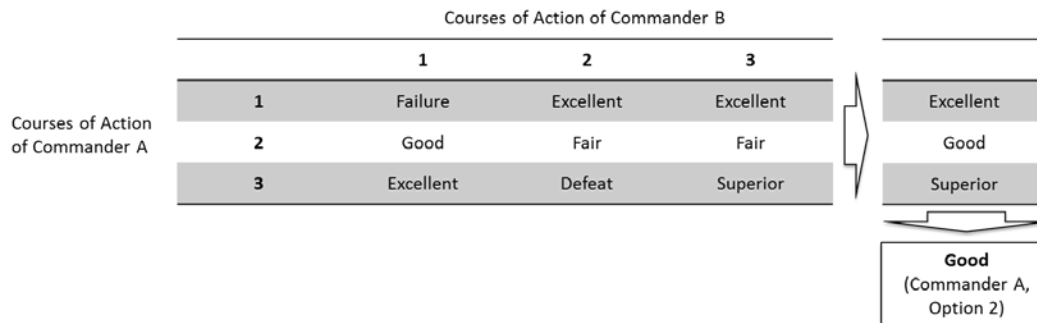 Courses of Action of Commander B
1 2 3
Courses of Action
of Commander A
1 Failure Excellent Excellent Excellent
2 Good Fair Fair Good
3 Excellent Defeat Superior Superior
Good
(Commander A,
Option 2)